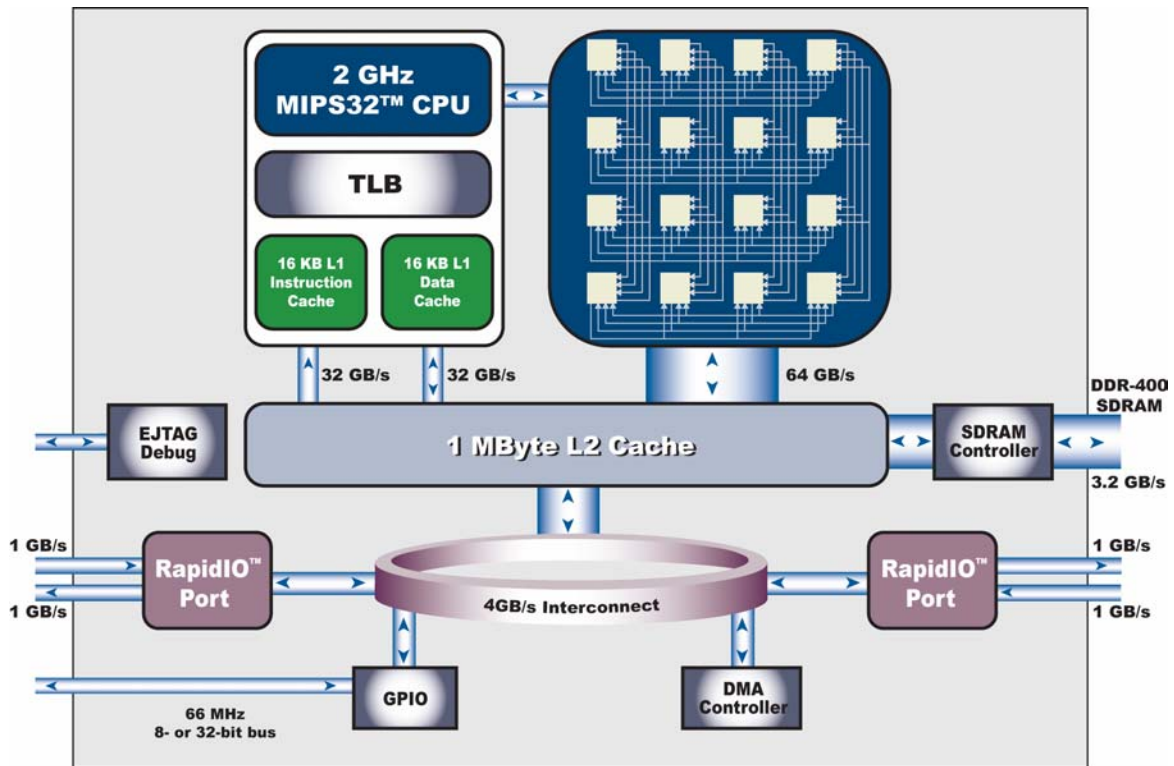 2 GHz
MIPS32™ CPU
TLB
16 KB L1
Instruction
Cache
16 KB L1
Data
Cache
32 GB/s
32 GB/s
64 GB/s
DDR-400
SDRAM
EJTAG
Debug
1 MByte L2 Cache
SDRAM
Controller
3.2 GB/s
1 GB/s
RapidIO™
Port
1 GB/s
4GB/s Interconnect
RapidIO™
Port
1 GB/s
1 GB/s
GPIO
DMA
Controller
66 MHz
8- or 32-bit bus